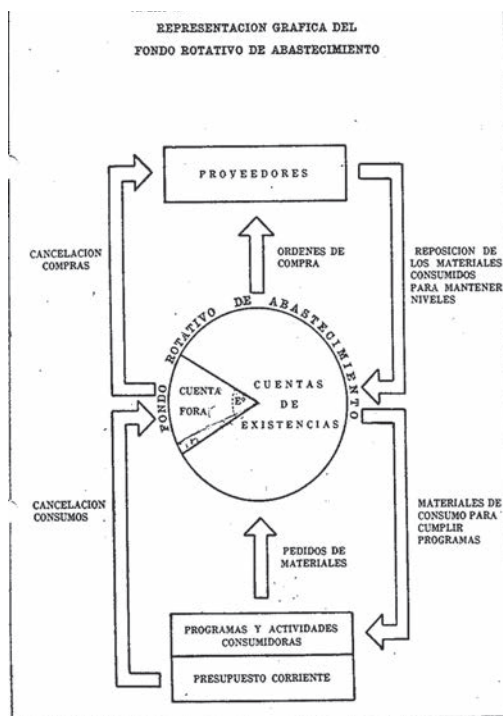 REPRESENTACION GRAFICA DEL
FONDO ROTATIVO DE ABASTECIMIENTO
PROVEEDORES
CANCELACION
COMPRAS
ORDENES DE
COMPRA
REPOSICION DE
LOS MATERIALES
CONSUMIDOS
PARA MANTENER
NIVELES
FONDO ROTATIVO DE ABASTECIMIENTO
CUENTA
FORA
Eº
CUENTAS
DE
EXISTENCIAS
CANCELACION
CONSUMOS
PEDIDOS DE
MATERIALES
MATERIALES DE
CONSUMO PARA
CUMPLIR
PROGRAMAS
PROGRAMAS Y ACTIVIDADES
CONSUMIDORAS
PRESUPUESTO CORRIENTE